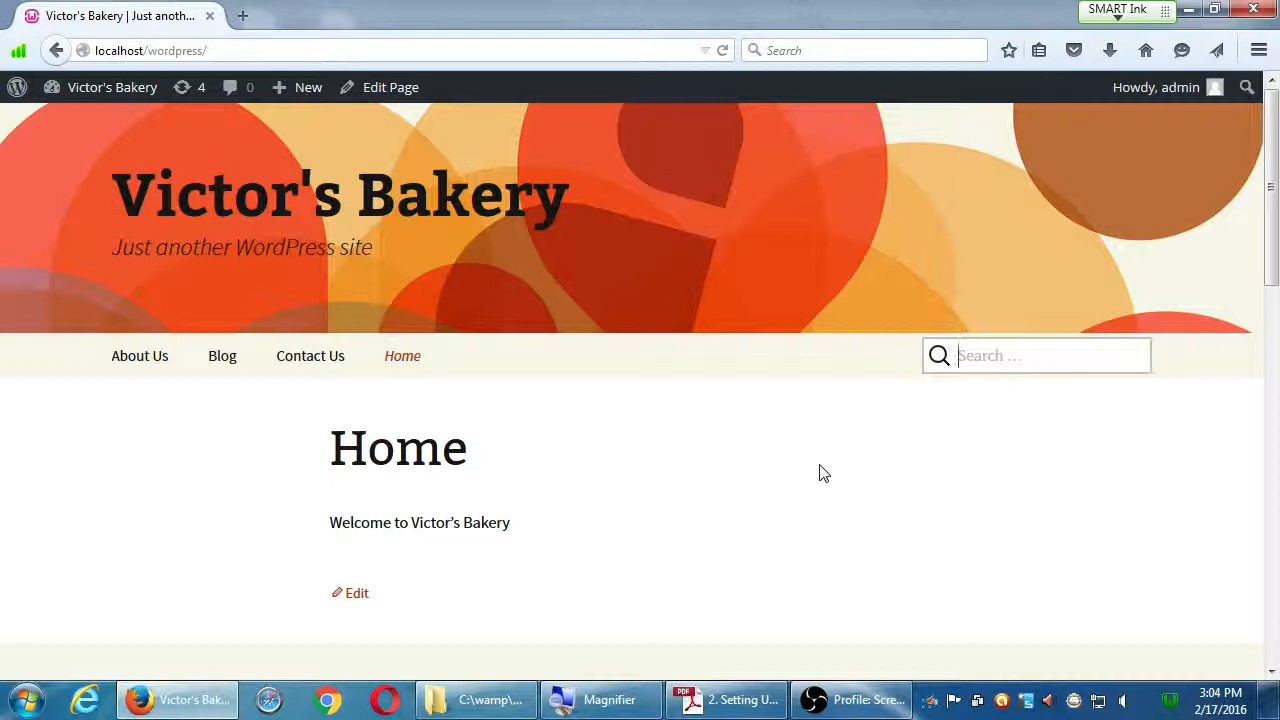 Victor's Bakery | Just anoth...
SMART Ink
localhost/wordpress/
Search
Victor's Bakery
4
0
New
Edit Page
Howdy, admin
Victor's Bakery
Just another WordPress site
About Us
Blog
Contact Us
Home
Search …
Home
Welcome to Victor's Bakery
Edit
Victor's Bak...
C:\wamp\...
Magnifier
PDF
2. Setting U...
Profile: Scre...
3:04 PM
2/17/2016